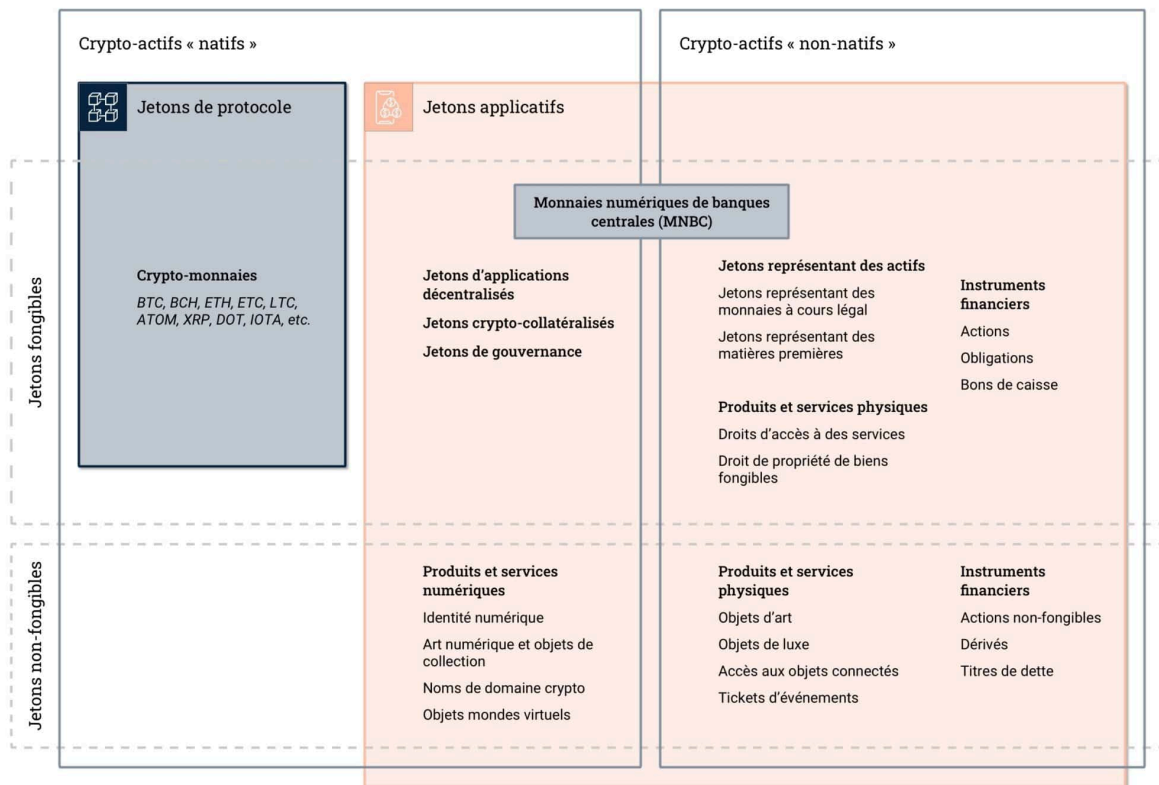 Crypto-actifs « natifs »
Crypto-actifs « non-natifs »
Jetons de protocole
Jetons applicatifs
Jetons fongibles
Monnaies numériques de banques
centrales (MNBC)
Crypto-monnaies
BTC, BCH, ETH, ETC, LTC,
ATOM, XRP, DOT, IOTA, etc.
Jetons d’applications
décentralisés
Jetons crypto-collatéralisés
Jetons de gouvernance
Jetons représentant des actifs
Jetons représentant des
monnaies à cours légal
Jetons représentant des
matières premières
Produits et services physiques
Droits d’accès à des services
Droit de propriété de biens
fongibles
Instruments
financiers
Actions
Obligations
Bons de caisse
Jetons non-fongibles
Produits et services
numériques
Identité numérique
Art numérique et objets de
collection
Noms de domaine crypto
Objets mondes virtuels
Produits et services
physiques
Objets d’art
Objets de luxe
Accès aux objets connectés
Tickets d’événements
Instruments
financiers
Actions non-fongibles
Dérivés
Titres de dette